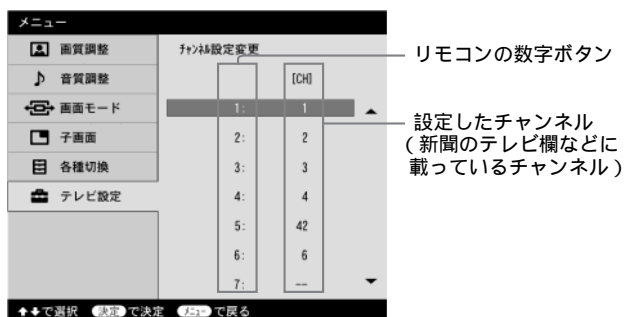 メニュー
画質調整
音質調整
画面モード
子画面
各種切換
テレビ設定
チャンネル設定変更
[CH]
1: 1
2: 2
3: 3
4: 4
5: 42
6: 6
7: --
で選択 決定で決定 メニューで戻る
リモコンの数字ボタン
設定したチャンネル
(新聞のテレビ欄などに
載っているチャンネル)